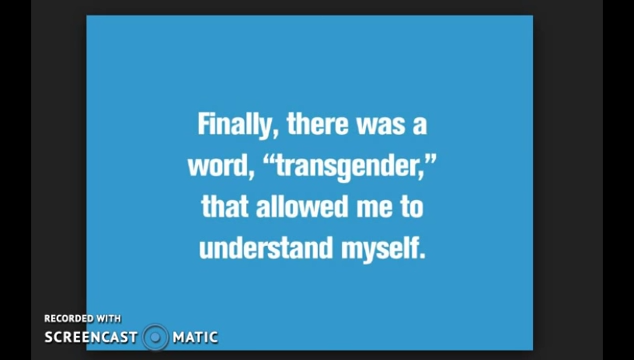 Finally, there was a
word, “transgender,”
that allowed me to
understand myself.
RECORDED WITH
SCREENCAST MATIC